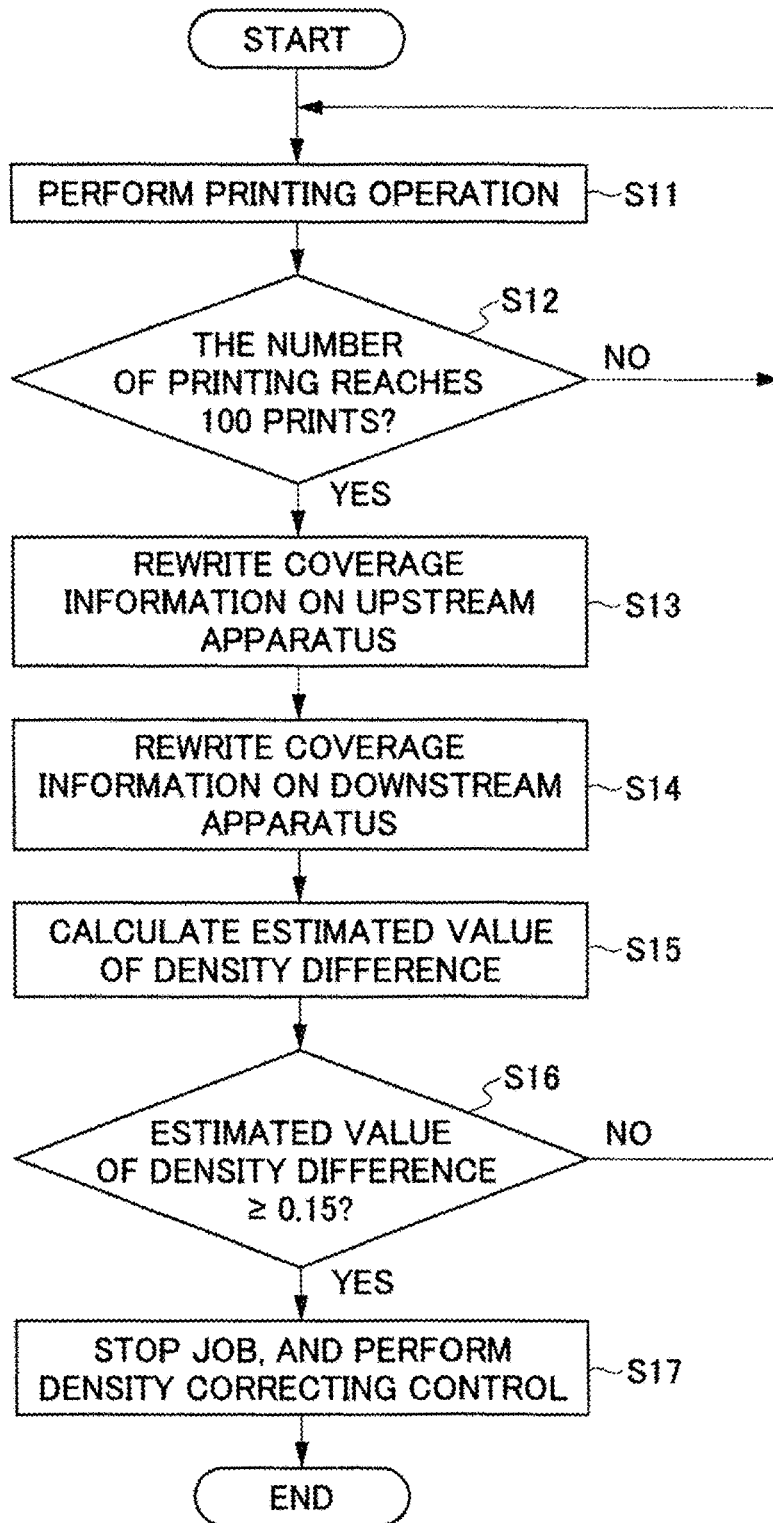 START
PERFORM PRINTING OPERATION
S11
S12
THE NUMBER
OF PRINTING REACHES
100 PRINTS?
NO
YES
REWRITE COVERAGE
INFORMATION ON UPSTREAM
APPARATUS
S13
REWRITE COVERAGE
INFORMATION ON DOWNSTREAM
APPARATUS
S14
CALCULATE ESTIMATED VALUE
OF DENSITY DIFFERENCE
S15
S16
ESTIMATED VALUE
OF DENSITY DIFFERENCE
≥ 0.15?
NO
YES
STOP JOB, AND PERFORM
DENSITY CORRECTING CONTROL
S17
END